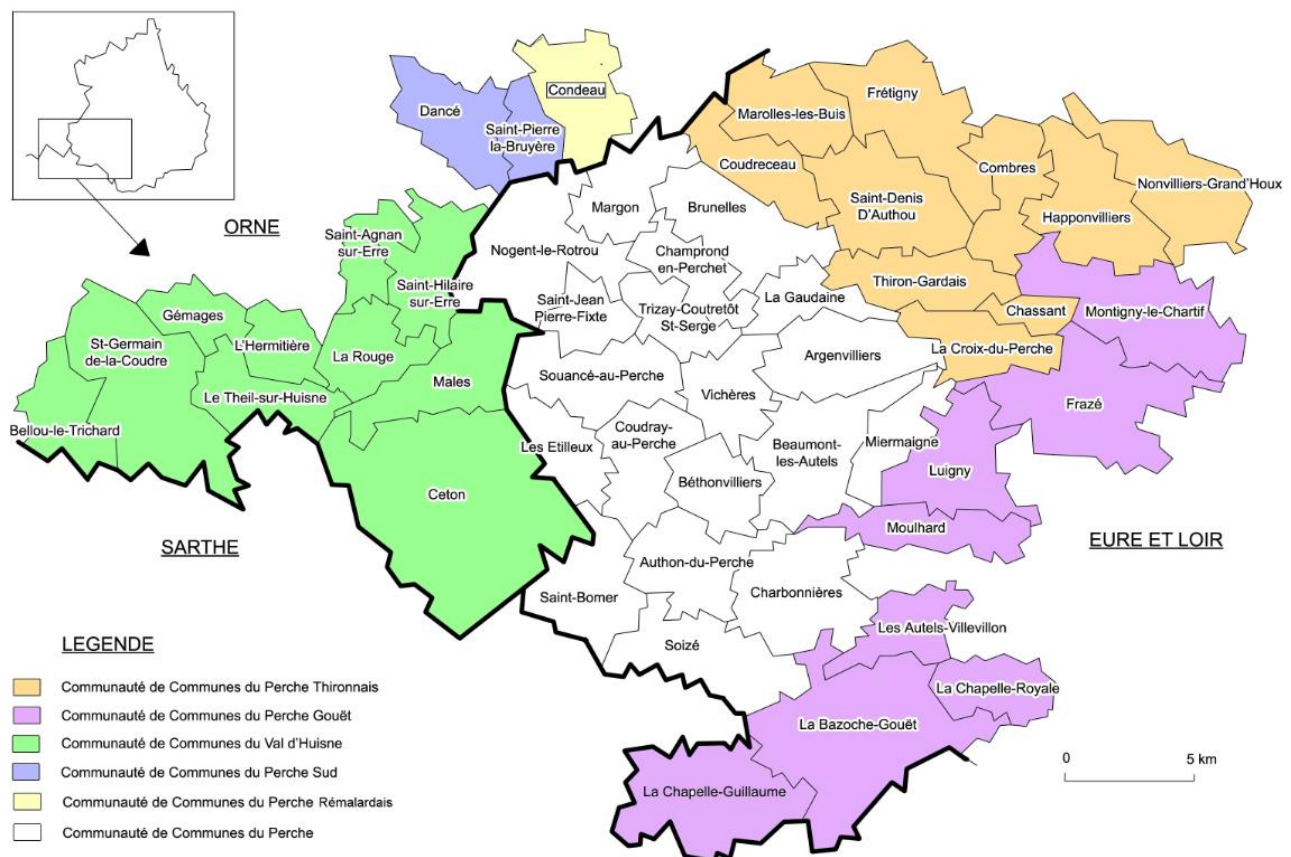 Condeau
Dancé
Saint-Pierre
la-Bruyère
Frétigny
Marolles-les-Buis
Coudreceau
Combres
Nonvilliers-Grand'Houx
Saint-Denis
D'Authou
Happonvilliers
ORNE
Margon
Brunelles
Saint-Agnan
sur-Erre
Nogent-le-Rotrou
Champrond
en-Perchet
Saint-Hilaire
sur-Erre
Thiron-Gardais
La Gaudaine
Saint-Jean
Pierre-Fixte
Trizay-Coutretôt
St-Serge
Chassant
Montigny-le-Chartif
Gémages
St-Germain
de-la-Coudre
L'Hermitière
La Rouge
Argenvilliers
La Croix-du-Perche
Le Theil-sur-Huisne
Males
Souancé-au-Perche
Vichères
Frazé
Bellou-le-Trichard
Les Etilleux
Coudray-
au-Perche
Beaumont-
les-Autels
Miermaigne
Luigny
Béthonvilliers
Ceton
Moulhard
SARTHE
EURE ET LOIR
Authon-du-Perche
Saint-Bomer
Charbonnières
Les Autels-Villevillon
Soizé
La Chapelle-Royale
La Bazoche-Gouët
La Chapelle-Guillaume
0 5 km
LEGENDE
Communauté de Communes du Perche Thironnais
Communauté de Communes du Perche Gouët
Communauté de Communes du Val d'Huisne
Communauté de Communes du Perche Sud
Communauté de Communes du Perche Rémalardais
Communauté de Communes du Perche